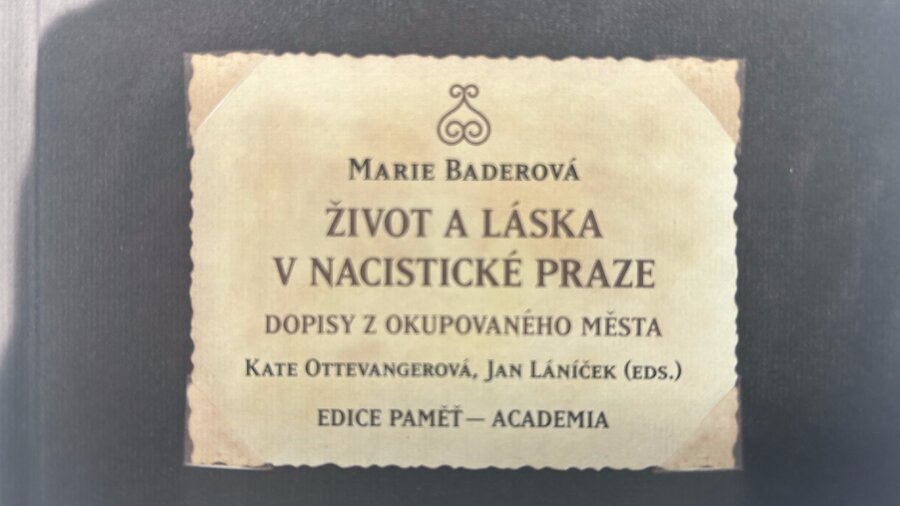 Marie Baderová
ŽIVOT A LÁSKA
V NACISTICKÉ PRAZE
DOPISY Z OKUPOVANÉHO MĚSTA
Kate Ottevangerová, Jan Láníček (eds.)
EDICE PAMĚŤ — ACADEMIA